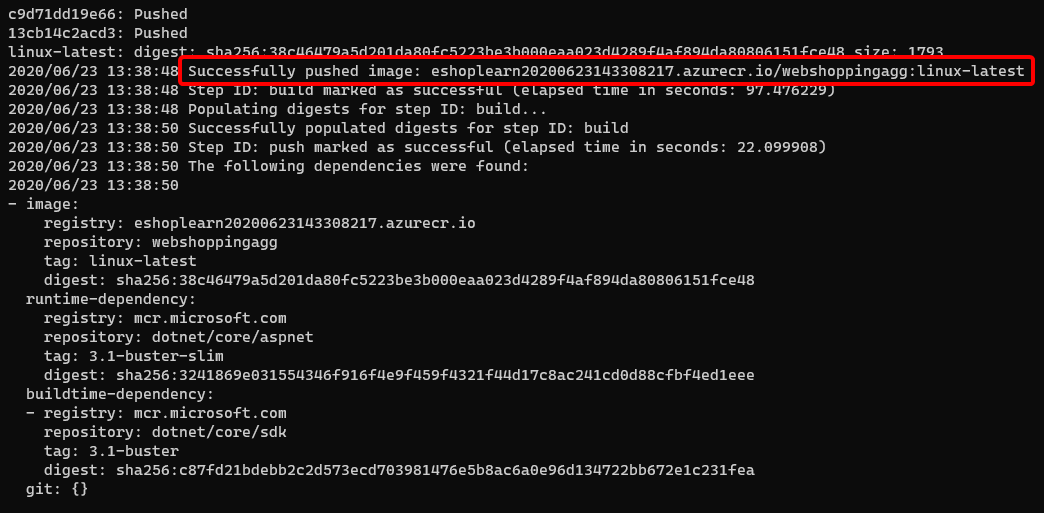 c9d71dd19e66: Pushed
13cb14c2acd3: Pushed
linux-latest: digest: sha256:38c46479a5d201da80fc5223be3b000eaa023d4289f4af894da80806151fce48 size: 1793
2020/06/23 13:38:48 Successfully pushed image: eshoplearn20200623143308217.azurecr.io/webshoppingagg:linux-latest
2020/06/23 13:38:48 Step ID: build marked as successful (elapsed time in seconds: 97.476229)
2020/06/23 13:38:48 Populating digests for step ID: build...
2020/06/23 13:38:50 Successfully populated digests for step ID: build
2020/06/23 13:38:50 Step ID: push marked as successful (elapsed time in seconds: 22.099908)
2020/06/23 13:38:50 The following dependencies were found:
2020/06/23 13:38:50
- image:
    registry: eshoplearn20200623143308217.azurecr.io
    repository: webshoppingagg
    tag: linux-latest
    digest: sha256:38c46479a5d201da80fc5223be3b000eaa023d4289f4af894da80806151fce48
  runtime-dependency:
    registry: mcr.microsoft.com
    repository: dotnet/core/aspnet
    tag: 3.1-buster-slim
    digest: sha256:3241869e031554346f916f4e9f459f4321f44d17c8ac241cd0d88cfbf4ed1eee
  buildtime-dependency:
  - registry: mcr.microsoft.com
    repository: dotnet/core/sdk
    tag: 3.1-buster
    digest: sha256:c87fd21bdebb2c2d573ecd703981476e5b8ac6a0e96d134722bb672e1c231fea
  git: {}